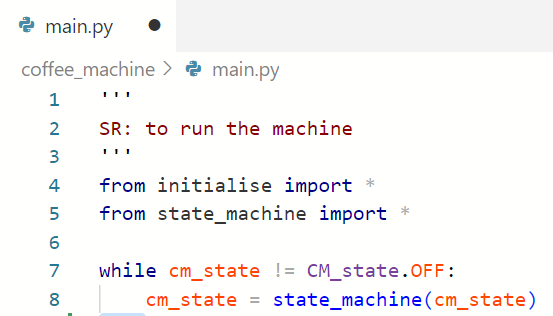 main.py
coffee_machine > main.py
1 '''
2 SR: to run the machine
3 '''
4 from initialise import *
5 from state_machine import *
6
7 while cm_state != CM_state.OFF:
8     cm_state = state_machine(cm_state)